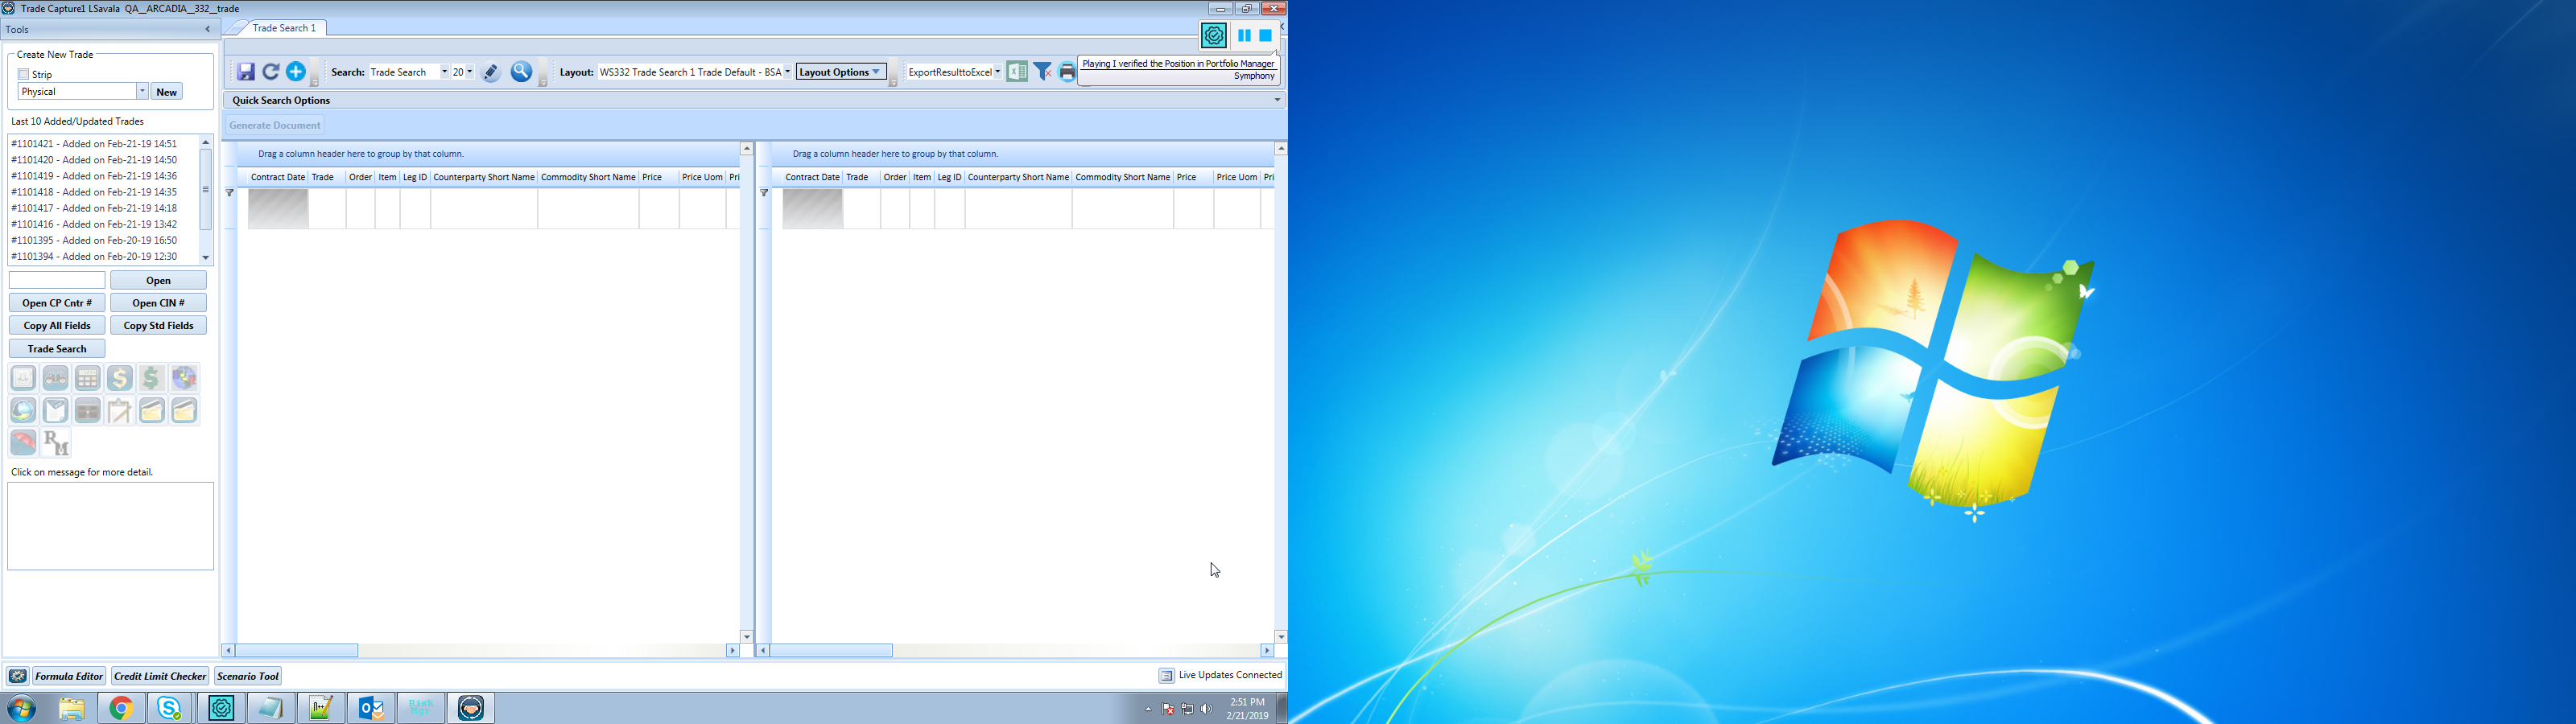 Trade Capture1 LSavala  QA__ARCADIA__332__trade
Tools
Trade Search 1
Create New Trade
Strip
Physical
New
Last 10 Added/Updated Trades
#1101421 - Added on Feb-21-19 14:51
#1101420 - Added on Feb-21-19 14:50
#1101419 - Added on Feb-21-19 14:36
#1101418 - Added on Feb-21-19 14:35
#1101417 - Added on Feb-21-19 14:18
#1101416 - Added on Feb-21-19 13:42
#1101395 - Added on Feb-20-19 16:50
#1101394 - Added on Feb-20-19 12:30
Open
Open CP Cntr # Open CIN #
Copy All Fields Copy Std Fields
Trade Search
RM
Click on message for more detail.
Search: Trade Search 20 Layout: WS332 Trade Search 1 Trade Default - BSA Layout Options ExportResulttoExcel
Playing I verified the Position in Portfolio Manager
Symphony
Quick Search Options
Generate Document
Drag a column header here to group by that column.
Contract Date Trade Order Item Leg ID Counterparty Short Name Commodity Short Name Price Price Uom Pri
Drag a column header here to group by that column.
Contract Date Trade Order Item Leg ID Counterparty Short Name Commodity Short Name Price Price Uom Pri
Formula Editor Credit Limit Checker Scenario Tool
Live Updates Connected
2:51 PM
2/21/2019